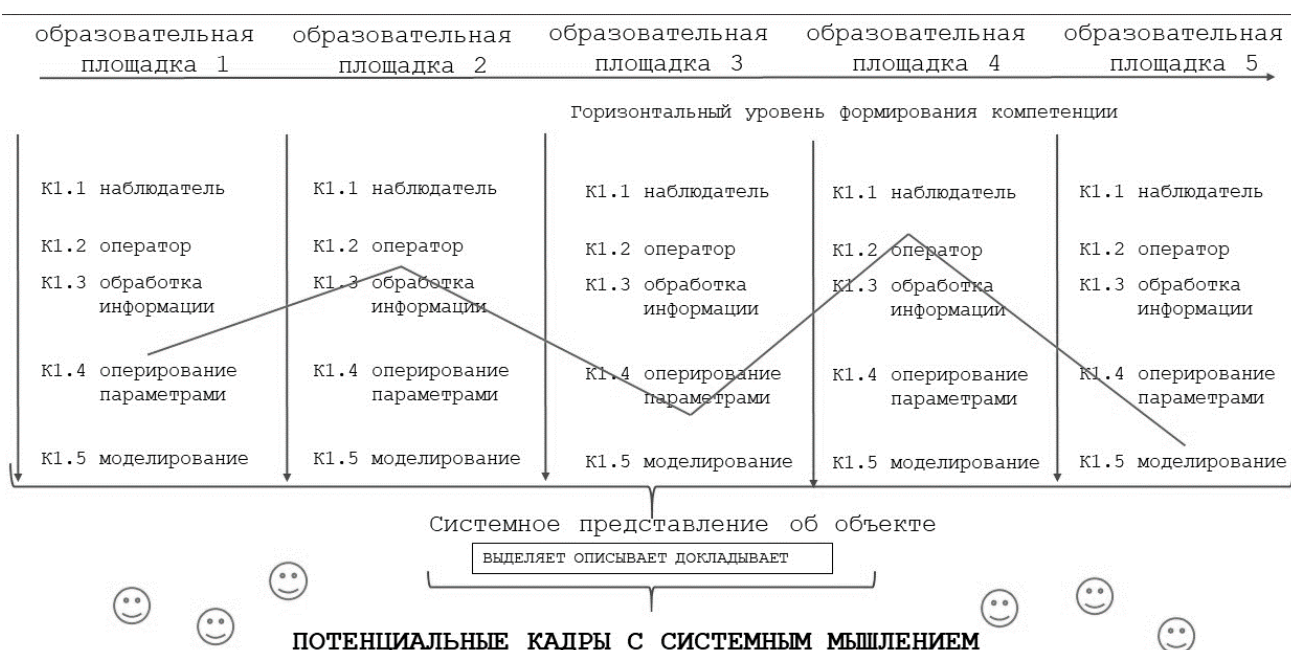 образовательная площадка 1
образовательная площадка 2
образовательная площадка 3
образовательная площадка 4
образовательная площадка 5
Горизонтальный уровень формирования компетенции
К1.1 наблюдатель
К1.2 оператор
К1.3 обработка
информации
К1.4 оперирование
параметрами
К1.5 моделирование
К1.1 наблюдатель
К1.2 оператор
К1.3 обработка
информации
К1.4 оперирование
параметрами
К1.5 моделирование
К1.1 наблюдатель
К1.2 оператор
К1.3 обработка
информации
К1.4 оперирование
параметрами
К1.5 моделирование
К1.1 наблюдатель
К1.2 оператор
К1.3 обработка
информации
К1.4 оперирование
параметрами
К1.5 моделирование
К1.1 наблюдатель
К1.2 оператор
К1.3 обработка
информации
К1.4 оперирование
параметрами
К1.5 моделирование
Системное представление об объекте
ВЫДЕЛЯЕТ ОПИСЫВАЕТ ДОКЛАДЫВАЕТ
ПОТЕНЦИАЛЬНЫЕ КАДРЫ С СИСТЕМНЫМ МЫШЛЕНИЕМ